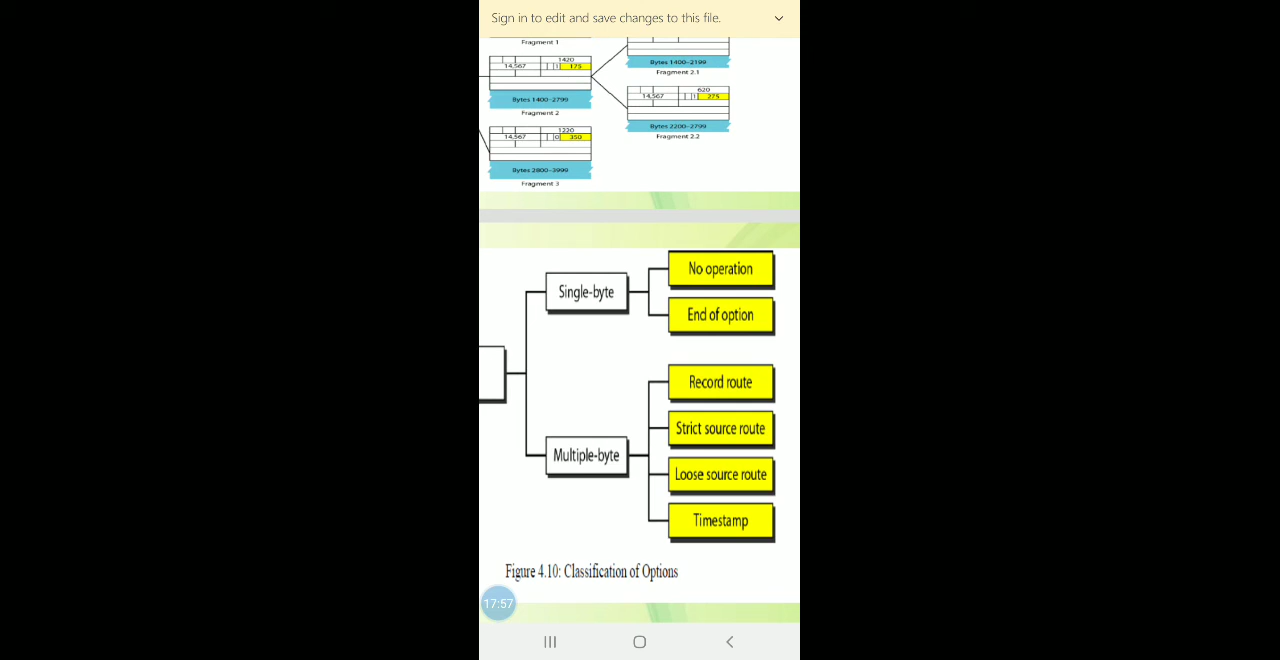 Sign in to edit and save changes to this file.
Fragment 1
1420
14,567 1 175
Bytes 1400–2799
Fragment 2
1220
14,567 0 350
Bytes 2800–3999
Fragment 3
Bytes 1400–2199
Fragment 2.1
620
14,567 1 275
Bytes 2200–2799
Fragment 2.2
Single-byte
No operation
End of option
Multiple-byte
Record route
Strict source route
Loose source route
Timestamp
Figure 4.10: Classification of Options
17:57